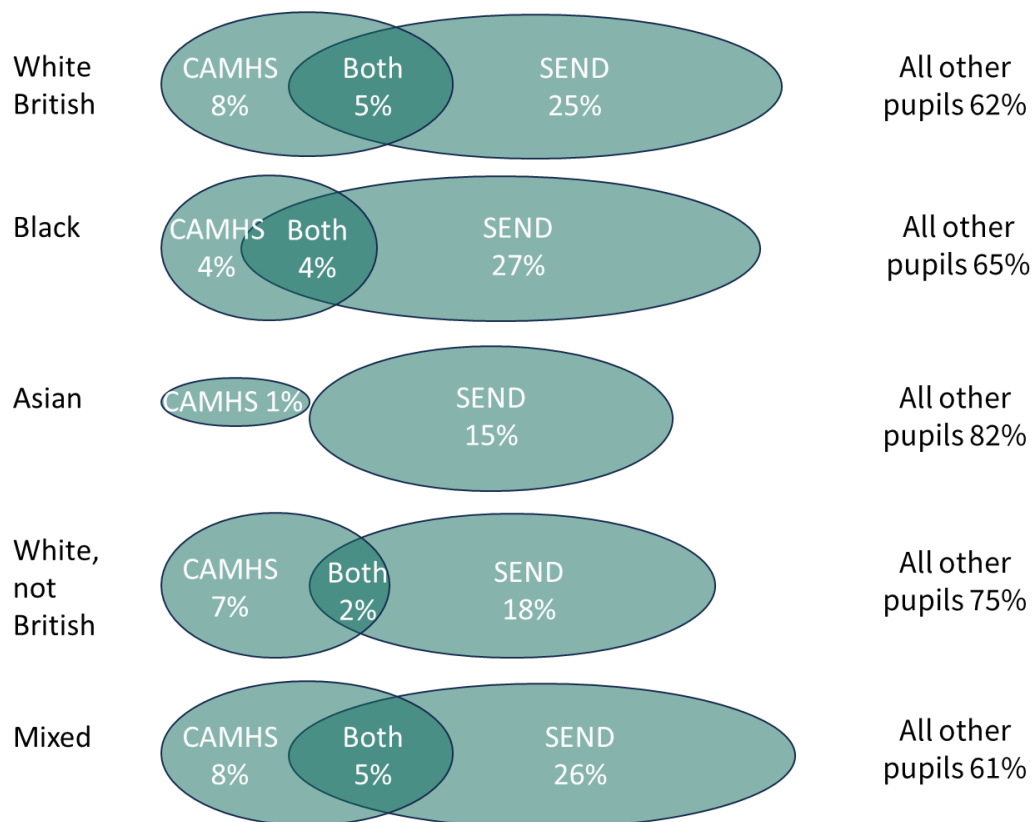 White British
CAMHS 8%
Both 5%
SEND 25%
All other pupils 62%
Black
CAMHS 4%
Both 4%
SEND 27%
All other pupils 65%
Asian
CAMHS 1%
SEND 15%
All other pupils 82%
White, not British
CAMHS 7%
Both 2%
SEND 18%
All other pupils 75%
Mixed
CAMHS 8%
Both 5%
SEND 26%
All other pupils 61%